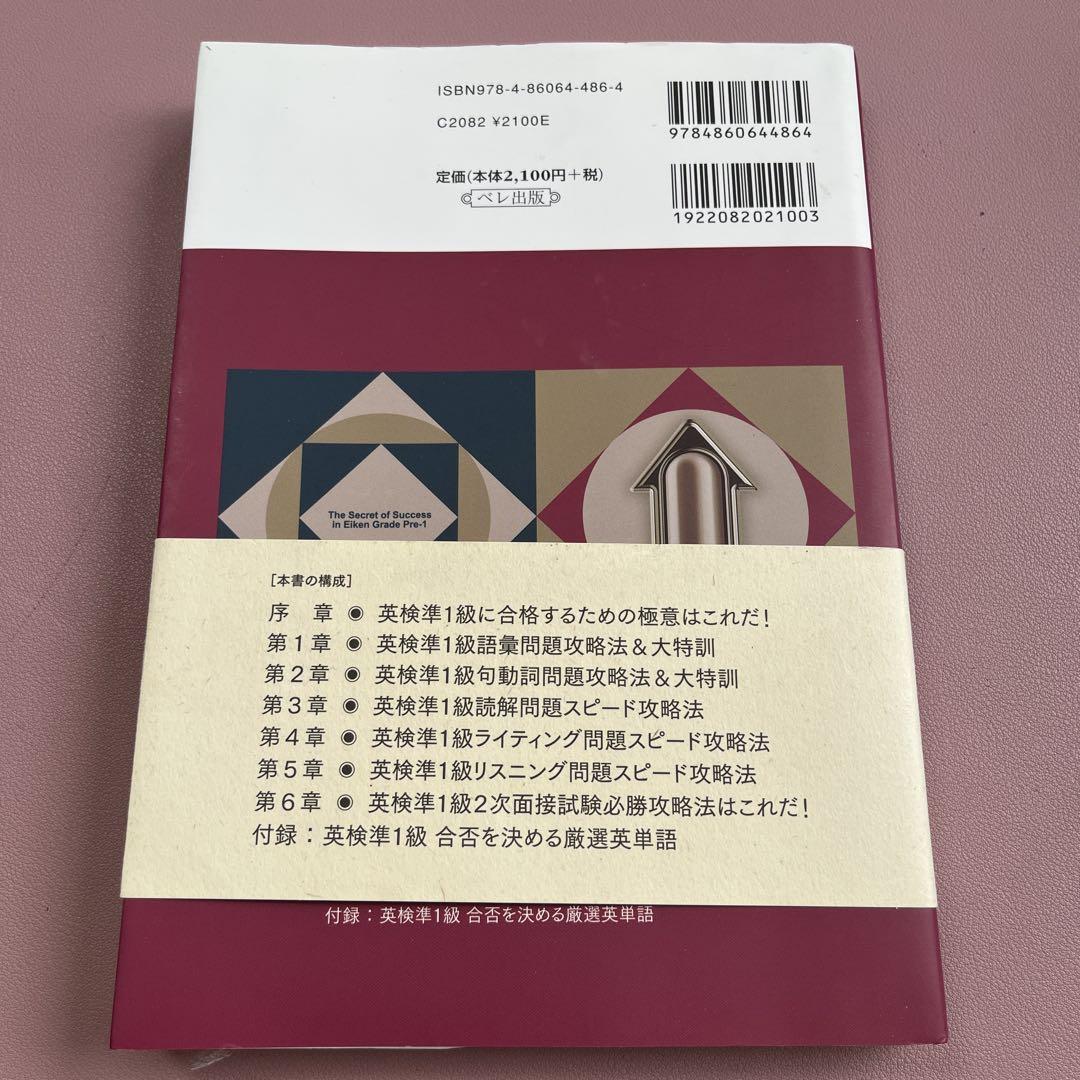 ISBN978-4-86064-486-4
C2082 ¥2100E
定価(本体2,100円+税)
ベレ出版
9784860644864
1922082021003
The Secret of Success
in Eiken Grade Pre-1
[本書の構成]
序 章 ◉ 英検準1級に合格するための極意はこれだ!
第1章 ◉ 英検準1級語彙問題攻略法&大特訓
第2章 ◉ 英検準1級句動詞問題攻略法&大特訓
第3章 ◉ 英検準1級読解問題スピード攻略法
第4章 ◉ 英検準1級ライティング問題スピード攻略法
第5章 ◉ 英検準1級リスニング問題スピード攻略法
第6章 ◉ 英検準1級2次面接試験必勝攻略法はこれだ!
付録:英検準1級 合否を決める厳選英単語
付録:英検準1級 合否を決める厳選英単語